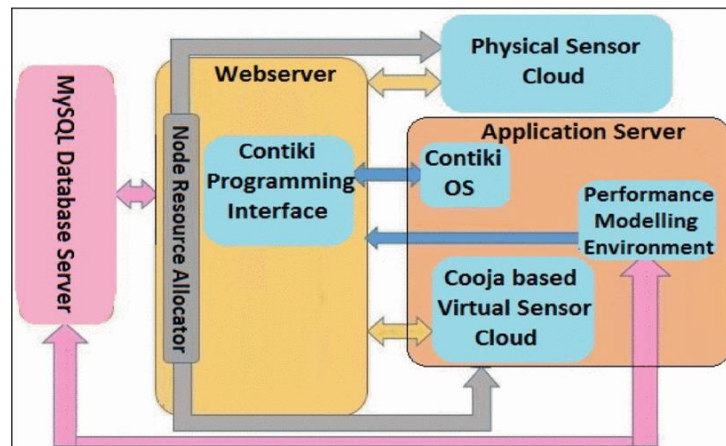 MySQL Database Server
Webserver
Node Resource Allocator
Contiki
Programming
Interface
Physical Sensor
Cloud
Application Server
Contiki
OS
Performance
Modelling
Environment
Cooja based
Virtual Sensor
Cloud